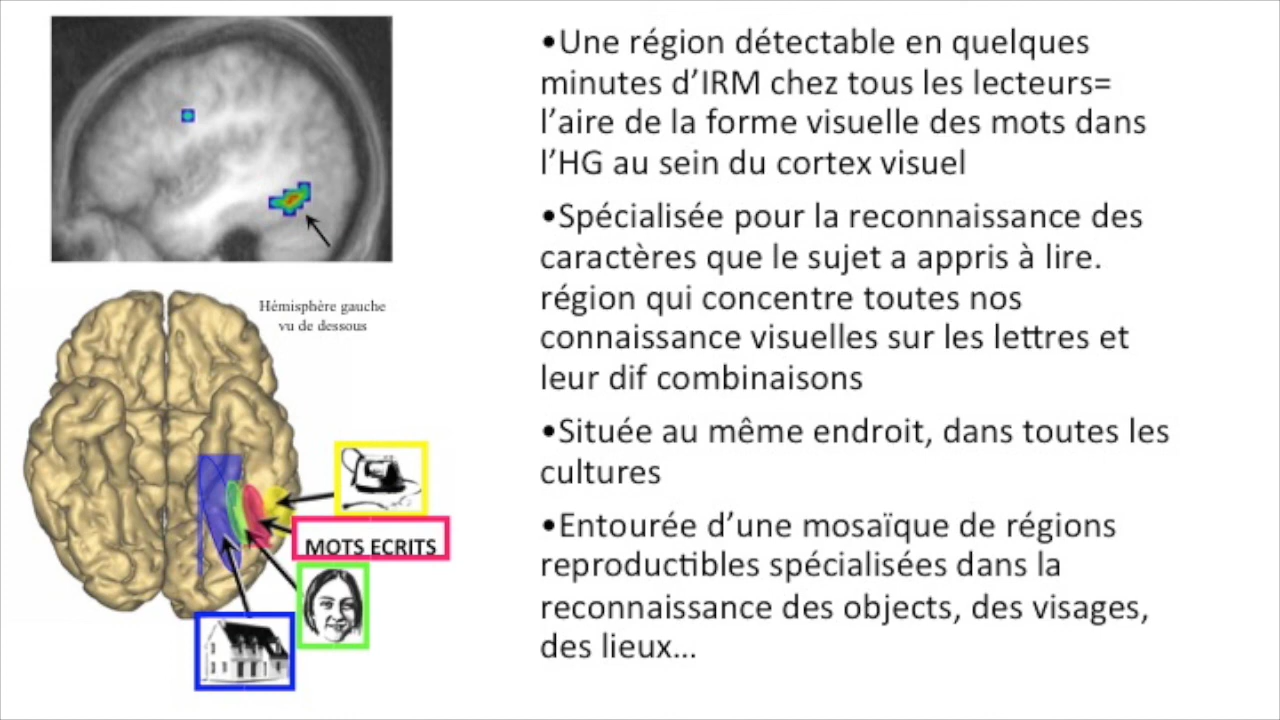 •Une région détectable en quelques
minutes d’IRM chez tous les lecteurs=
l’aire de la forme visuelle des mots dans
l’HG au sein du cortex visuel
•Spécialisée pour la reconnaissance des
caractères que le sujet a appris à lire.
région qui concentre toutes nos
connaissance visuelles sur les lettres et
leur dif combinaisons
•Située au même endroit, dans toutes les
cultures
•Entourée d’une mosaïque de régions
reproductibles spécialisées dans la
reconnaissance des objects, des visages,
des lieux...
Hémisphère gauche
vu de dessous
MOTS ECRITS